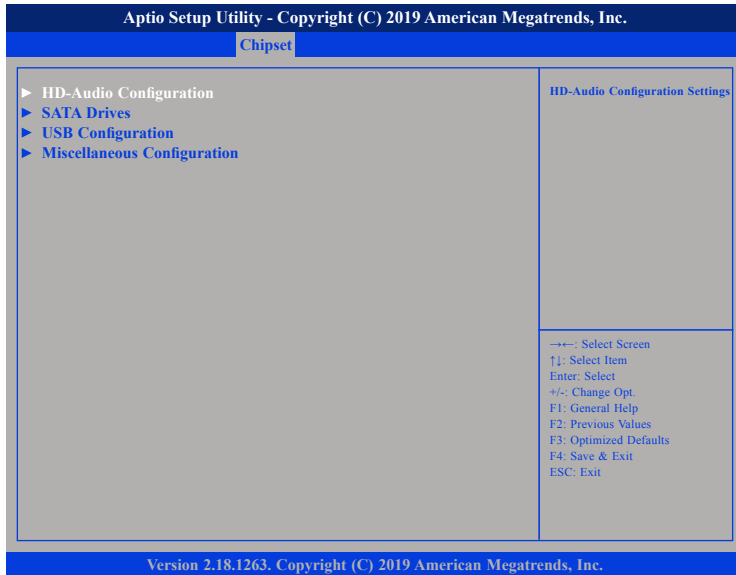 Aptio Setup Utility - Copyright (C) 2019 American Megatrends, Inc.
Chipset
► HD-Audio Configuration
► SATA Drives
► USB Configuration
► Miscellaneous Configuration
HD-Audio Configuration Settings
→←: Select Screen
↑↓: Select Item
Enter: Select
+/-: Change Opt.
F1: General Help
F2: Previous Values
F3: Optimized Defaults
F4: Save & Exit
ESC: Exit
Version 2.18.1263. Copyright (C) 2019 American Megatrends, Inc.